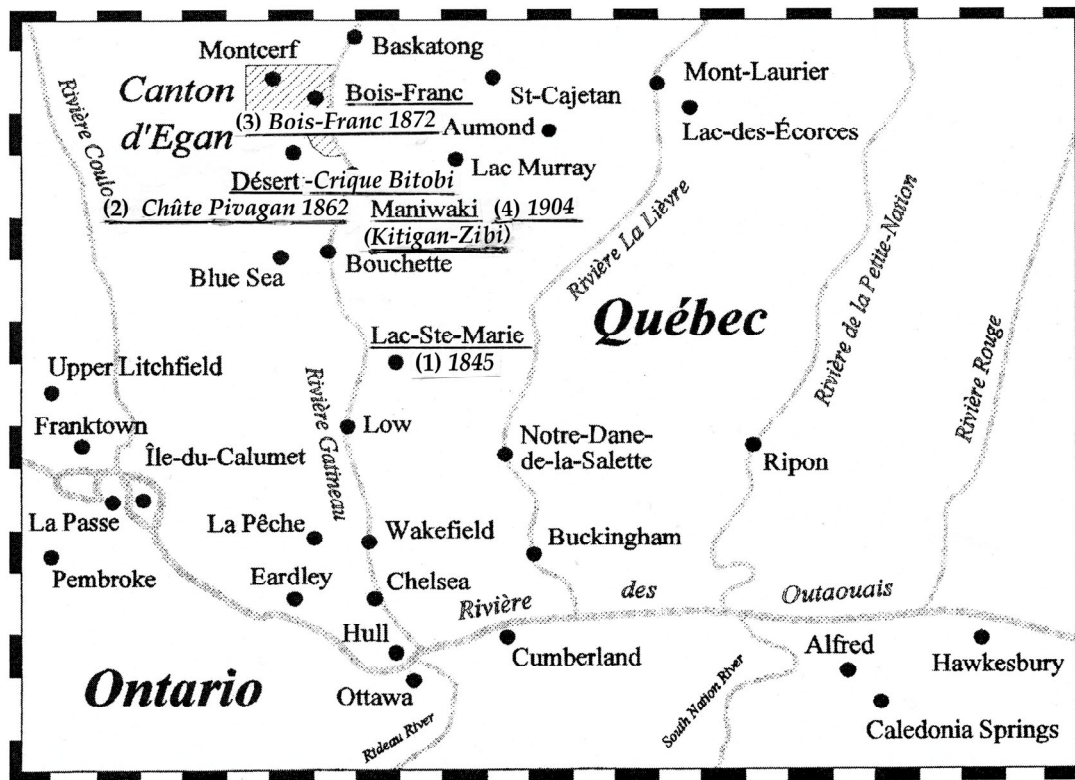 Montcerf
Baskatong
Canton
d'Egan
Bois-Franc
(3) Bois-Franc 1872
St-Cajetan
Aumond
Mont-Laurier
Lac-des-Écorces
Lac Murray
Rivière Coulo
Désert-Crique Bitobi
(2) Chûte Pivagan 1862
Maniwaki (4) 1904
(Kitigan-Zibi)
Blue Sea
Bouchette
Rivière La Lièvre
Rivière de la Petite-Nation
Québec
Rivière Rouge
Lac-Ste-Marie
(1) 1845
Upper Litchfield
Franktown
Île-du-Calumet
Rivière Gatineau
Low
Notre-Dane-
de-la-Salette
Ripon
La Passe
La Pêche
Wakefield
Buckingham
Pembroke
Eardley
Chelsea
Rivière
des
Outaouais
Hull
Cumberland
Alfred
Hawkesbury
Ontario
Ottawa
Rideau River
South Nation River
Caledonia Springs